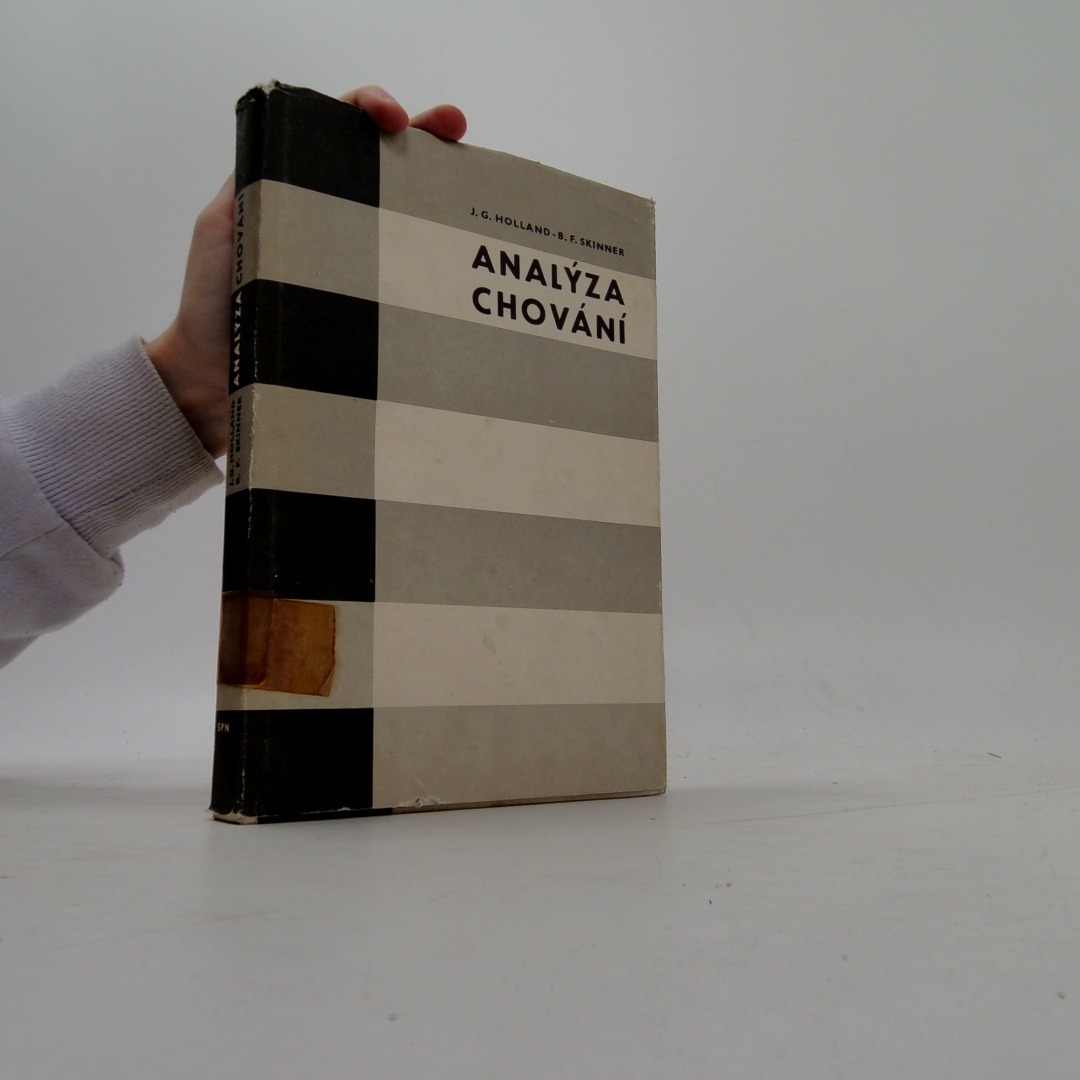 J. G. HOLLAND - B. F. SKINNER
ANALÝZA
CHOVÁNÍ
J. G. HOLLAND
B. F. SKINNER
ANALÝZA CHOVÁNÍ
SPN